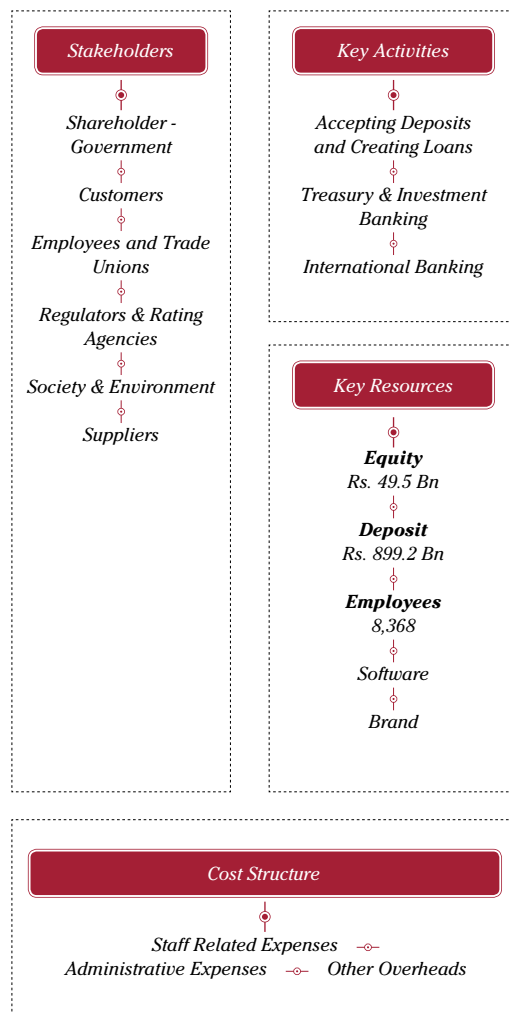 Stakeholders
Shareholder -
Government
Customers
Employees and Trade
Unions
Regulators & Rating
Agencies
Society & Environment
Suppliers
Key Activities
Accepting Deposits
and Creating Loans
Treasury & Investment
Banking
International Banking
Key Resources
Equity
Rs. 49.5 Bn
Deposit
Rs. 899.2 Bn
Employees
8,368
Software
Brand
Cost Structure
Staff Related Expenses
Administrative Expenses Other Overheads